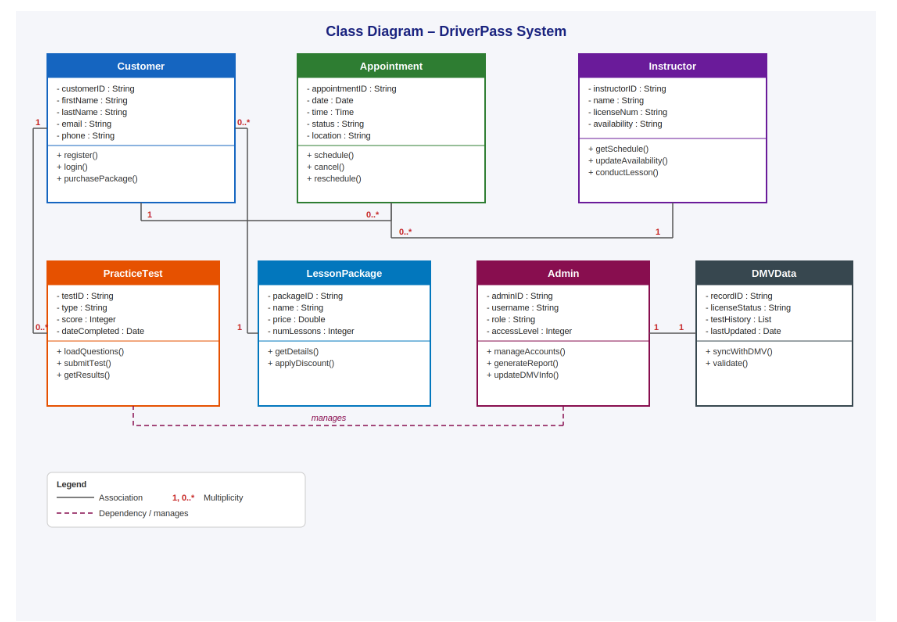 Class Diagram – DriverPass System
Customer
- customerID : String
- firstName : String
- lastName : String
- email : String
- phone : String
+ register()
+ login()
+ purchasePackage()
Appointment
- appointmentID : String
- date : Date
- time : Time
- status : String
- location : String
+ schedule()
+ cancel()
+ reschedule()
Instructor
- instructorID : String
- name : String
- licenseNum : String
- availability : String
+ getSchedule()
+ updateAvailability()
+ conductLesson()
1
0..*
1
0..*
0..*
1
PracticeTest
- testID : String
- type : String
- score : Integer
- dateCompleted : Date
+ loadQuestions()
+ submitTest()
+ getResults()
0..*
LessonPackage
- packageID : String
- name : String
- price : Double
- numLessons : Integer
+ getDetails()
+ applyDiscount()
1
Admin
- adminID : String
- username : String
- role : String
- accessLevel : Integer
+ manageAccounts()
+ generateReport()
+ updateDMVInfo()
1
1
DMVData
- recordID : String
- licenseStatus : String
- testHistory : List
- lastUpdated : Date
+ syncWithDMV()
+ validate()
manages
Legend
Association
1, 0..* Multiplicity
Dependency / manages